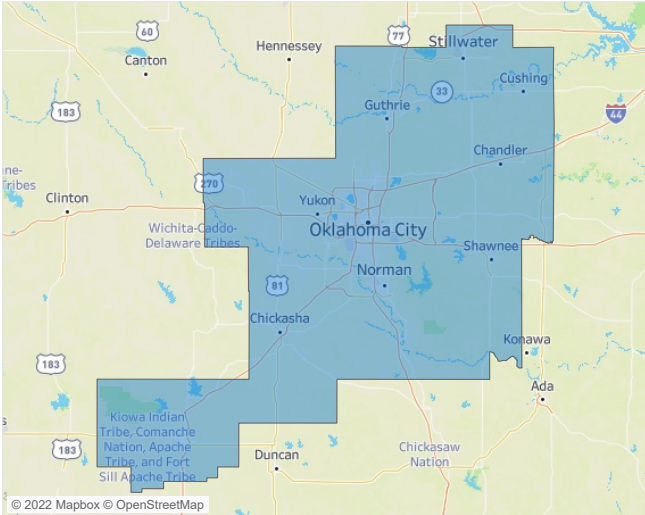 60
77
Hennessey
Stillwater
Canton
Cushing
33
183
Guthrie
44
Chandler
270
Clinton
Yukon
Wichita-Caddo-
Delaware Tribes
Oklahoma City
Shawnee
Norman
81
Chickasha
Konawa
183
Ada
Kiowa Indian
Tribe, Comanche
Nation, Apache
Tribe, and Fort
Sill Apache Tribe
183
Duncan
Chickasaw
Nation
© 2022 Mapbox © OpenStreetMap